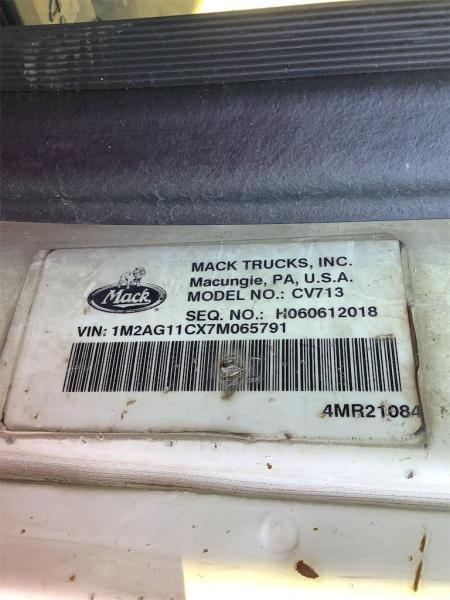 Mack
MACK TRUCKS, INC.
Macungie, PA, U.S.A.
MODEL NO.: CV713
SEQ. NO.: H060612018
VIN: 1M2AG11CX7M065791
4MR21084